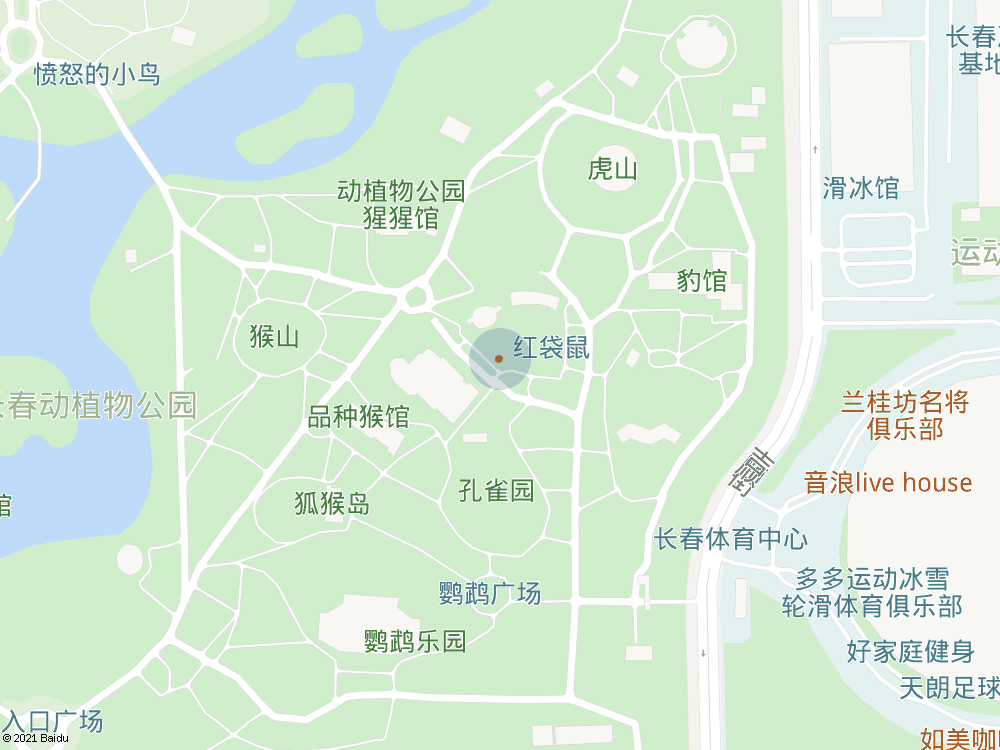 长春
基地
愤怒的小鸟
虎山
动植物公园
猩猩馆
滑冰馆
运动
豹馆
猴山
红袋鼠
长春动植物公园
兰桂坊名将
俱乐部
品种猴馆
吉顺街
音浪live house
孔雀园
狐猴岛
馆
长春体育中心
多多运动冰雪
轮滑体育俱乐部
鹦鹉广场
鹦鹉乐园
好家庭健身
天朗足球
入口广场
如美咖
© 2021 Baidu